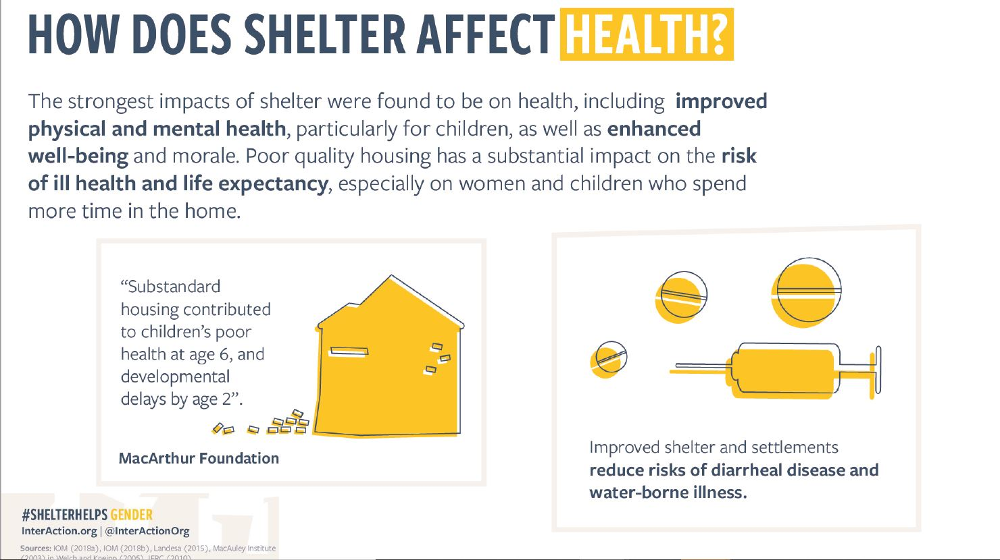 HOW DOES SHELTER AFFECT HEALTH?
The strongest impacts of shelter were found to be on health, including improved
physical and mental health, particularly for children, as well as enhanced
well-being and morale. Poor quality housing has a substantial impact on the risk
of ill health and life expectancy, especially on women and children who spend
more time in the home.
“Substandard
housing contributed
to children’s poor
health at age 6, and
developmental
delays by age 2”.
MacArthur Foundation
Improved shelter and settlements
reduce risks of diarrheal disease and
water-borne illness.
#SHELTERHELPS GENDER
InterAction.org | @InterActionOrg
Sources: IOM (2018a), IOM (2018b), Landesa (2015), MacAuley Institute
(2003) in Welch and Kneipp (2005), IFRC (2010)